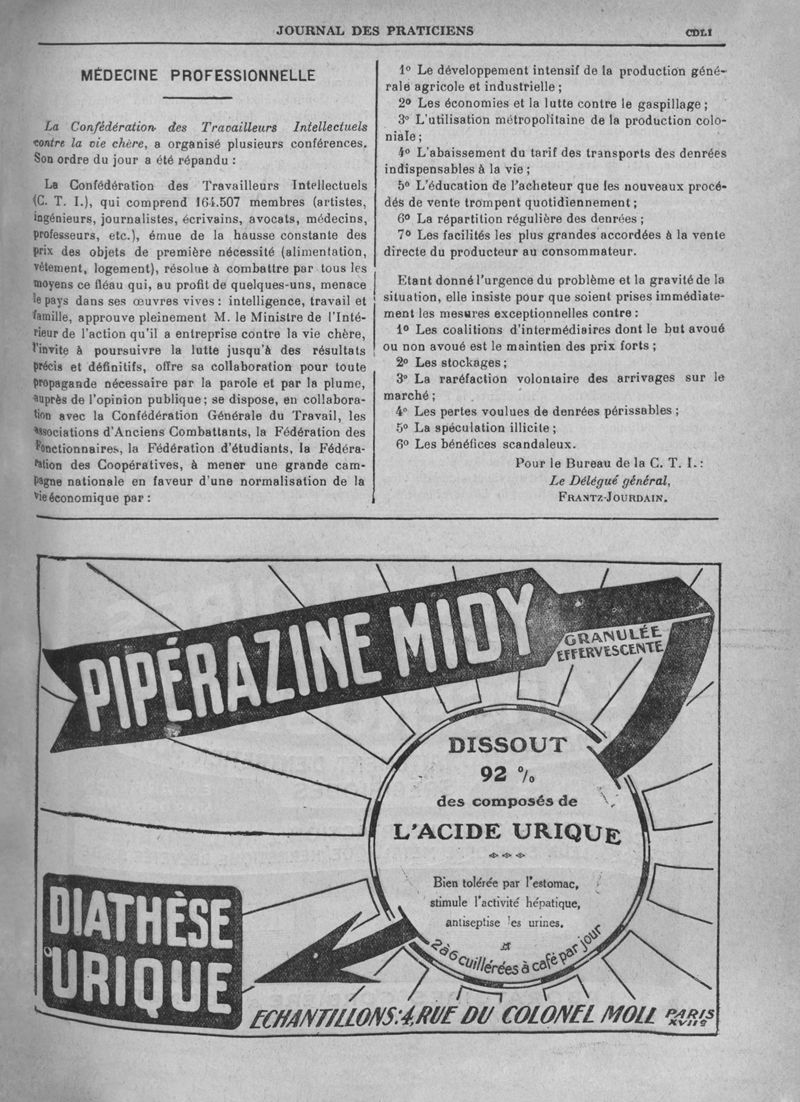 JOURNAL DES PRATICIENS
CDLI
MÉDECINE PROFESSIONNELLE
La Confédération des Travailleurs Intellectuels
contre la vie chère, a organisé plusieurs conférences.
Son ordre du jour a été répandu :
La Confédération des Travailleurs Intellectuels
(C. T. I.), qui comprend 164.507 membres (artistes,
ingénieurs, journalistes, écrivains, avocats, médecins,
professeurs, etc.), émue de la hausse constante des
prix des objets de première nécessité (alimentation,
vêtement, logement), résolue à combattre par tous les
moyens ce fléau qui, au profit de quelques-uns, menace
le pays dans ses œuvres vives : intelligence, travail et
famille, approuve pleinement M. le Ministre de l'Inté-
rieur de l'action qu'il a entreprise contre la vie chère,
l'invite à poursuivre la lutte jusqu'à des résultats
précis et définitifs, offre sa collaboration pour toute
propagande nécessaire par la parole et par la plume,
auprès de l'opinion publique ; se dispose, en collabora-
tion avec la Confédération Générale du Travail, les
associations d'Anciens Combattants, la Fédération des
Fonctionnaires, la Fédération d'étudiants, la Fédéra-
ration des Coopératives, à mener une grande cam-
pagne nationale en faveur d'une normalisation de la
vie économique par :
1° Le développement intensif de la production géné-
rale agricole et industrielle ;
2° Les économies et la lutte contre le gaspillage ;
3° L'utilisation métropolitaine de la production colo-
niale ;
4° L'abaissement du tarif des transports des denrées
indispensables à la vie ;
5° L'éducation de l'acheteur que les nouveaux procé-
dés de vente trompent quotidiennement ;
6° La répartition régulière des denrées ;
7° Les facilités les plus grandes accordées à la vente
directe du producteur au consommateur.
Etant donné l'urgence du problème et la gravité de la
situation, elle insiste pour que soient prises immédiate-
ment les mesures exceptionnelles contre :
1° Les coalitions d'intermédiaires dont le but avoué
ou non avoué est le maintien des prix forts ;
2° Les stockages ;
3° La raréfaction volontaire des arrivages sur le
marché ;
4° Les pertes voulues de denrées périssables ;
5° La spéculation illicite ;
6° Les bénéfices scandaleux.
Pour le Bureau de la C. T. I. :
Le Délégué général,
FRANTZ-JOURDAIN.
PIPÉRAZINE MIDY
GRANULÉE
EFFERVESCENTE
DISSOUT
92 %
des composés de
L'ACIDE URIQUE
Bien tolérée par l'estomac,
stimule l'activité hépatique,
antiseptise les urines.
2 à 6 cuillérées à café par jour
DIATHÈSE
URIQUE
ECHANTILLONS: 4, RUE DU COLONEL MOLL PARIS
XVIIe